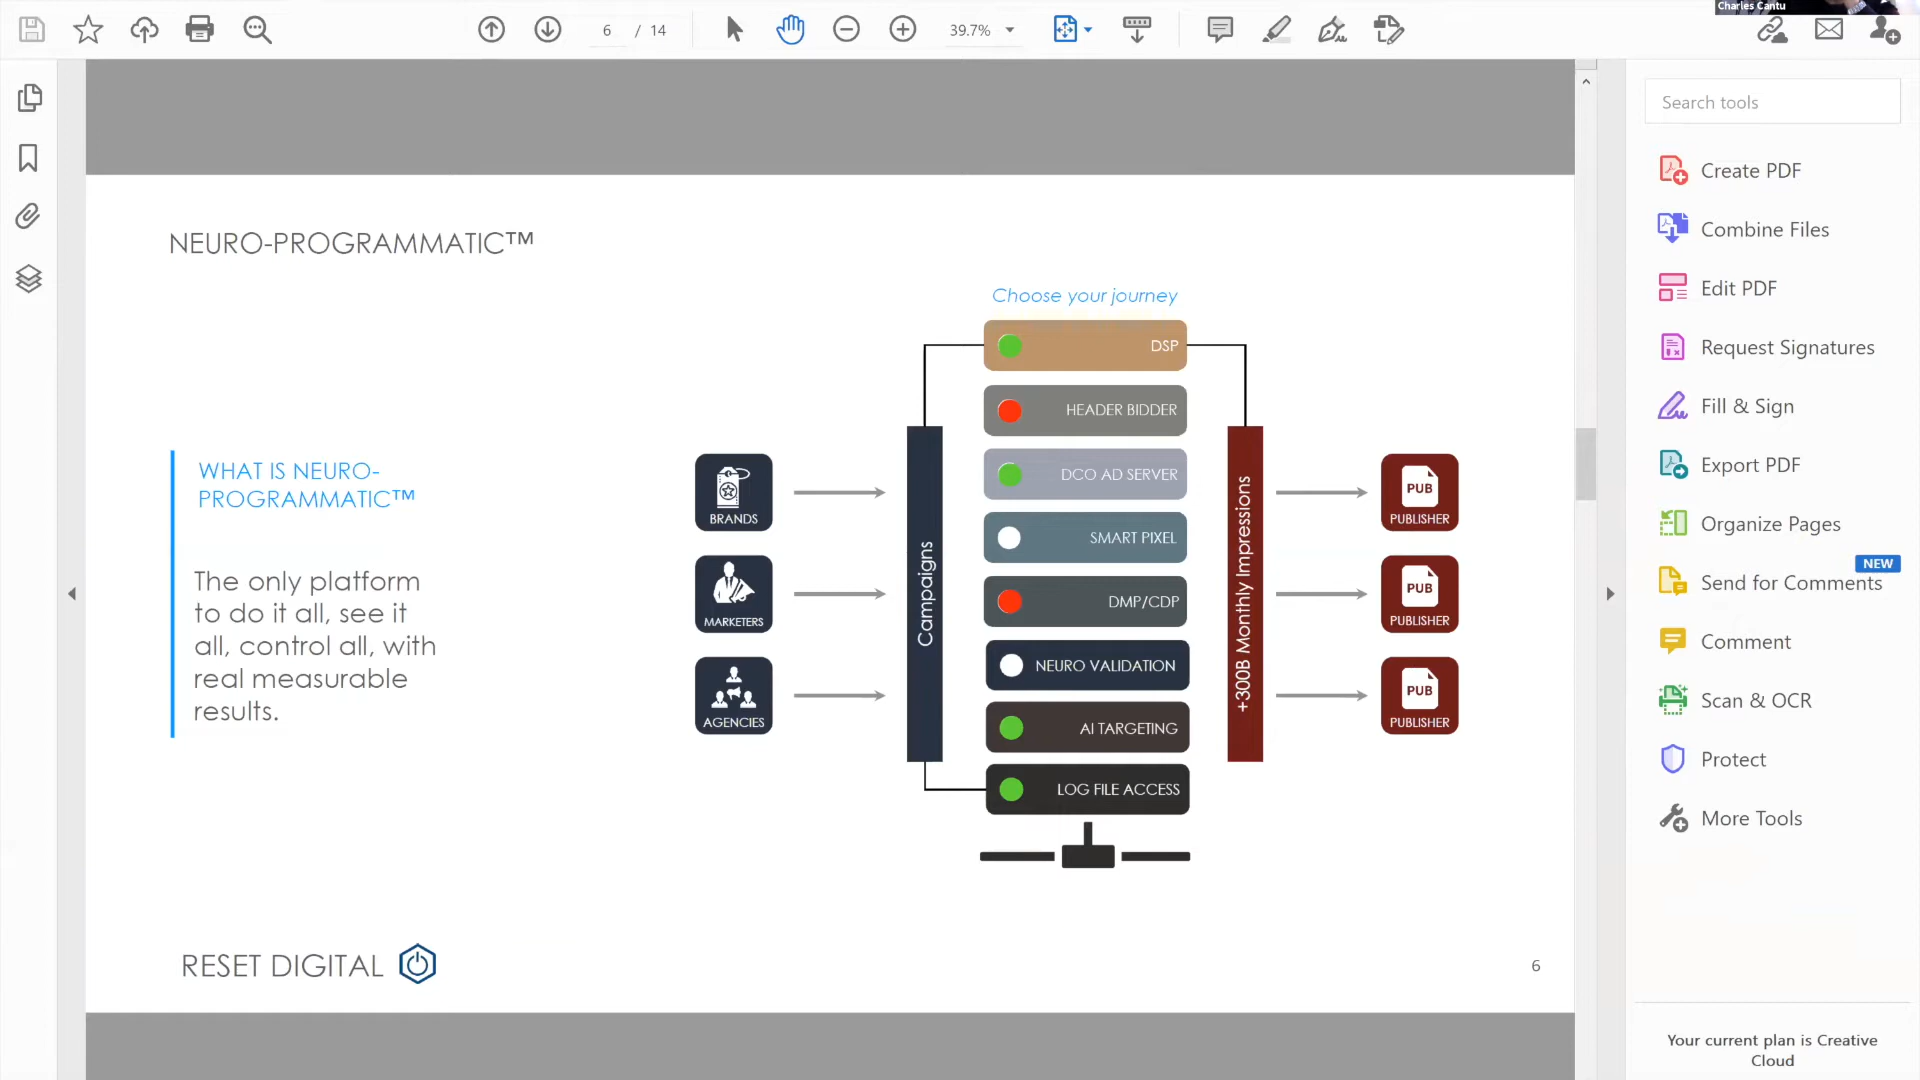 Charles Cantu
6 / 14
39.7%
Search tools
Create PDF
Combine Files
Edit PDF
Request Signatures
Fill & Sign
Export PDF
Organize Pages
NEW
Send for Comments
Comment
Scan & OCR
Protect
More Tools
Your current plan is Creative
Cloud
NEURO-PROGRAMMATIC™
WHAT IS NEURO-
PROGRAMMATIC™
The only platform
to do it all, see it
all, control all, with
real measurable
results.
Choose your journey
BRANDS
MARKETERS
AGENCIES
Campaigns
DSP
HEADER BIDDER
DCO AD SERVER
SMART PIXEL
DMP/CDP
NEURO VALIDATION
AI TARGETING
LOG FILE ACCESS
+300B Monthly Impressions
PUB
PUBLISHER
PUB
PUBLISHER
PUB
PUBLISHER
RESET DIGITAL
6